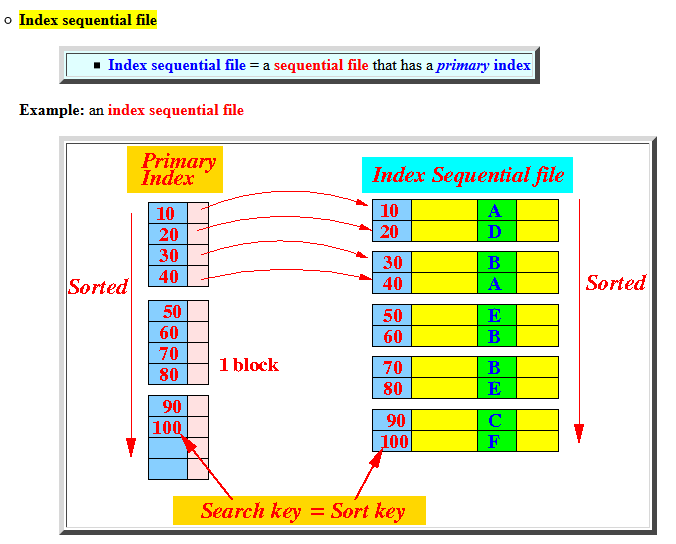 Index sequential file
Index sequential file = a sequential file that has a primary index
Example: an index sequential file
Primary
Index
Index Sequential file
10
20
30
40
50
60
70
80
90
100
Sorted
1 block
10 A
20 D
30 B
40 A
50 E
60 B
70 B
80 E
90 C
100 F
Sorted
Search key = Sort key